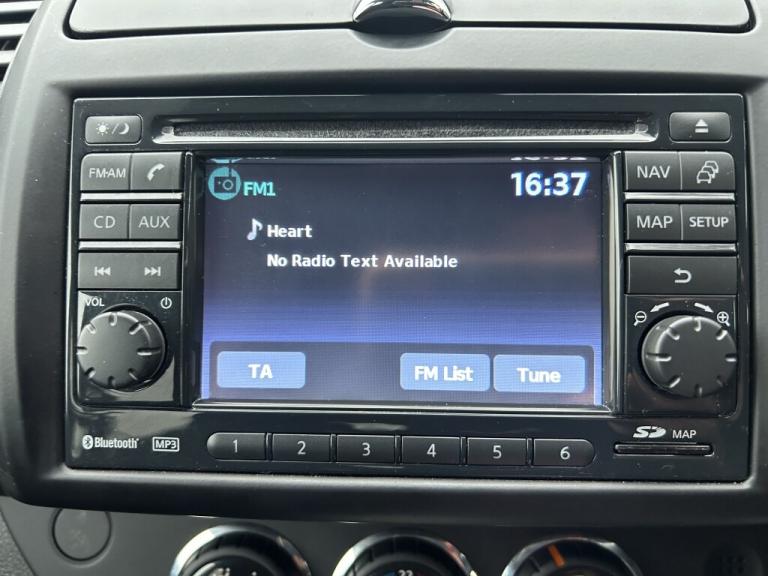 FM·AM
NAV
FM1
16:37
CD AUX
MAP SETUP
Heart
No Radio Text Available
VOL
TA FM List Tune
Bluetooth MP3
1 2 3 4 5 6
SD MAP